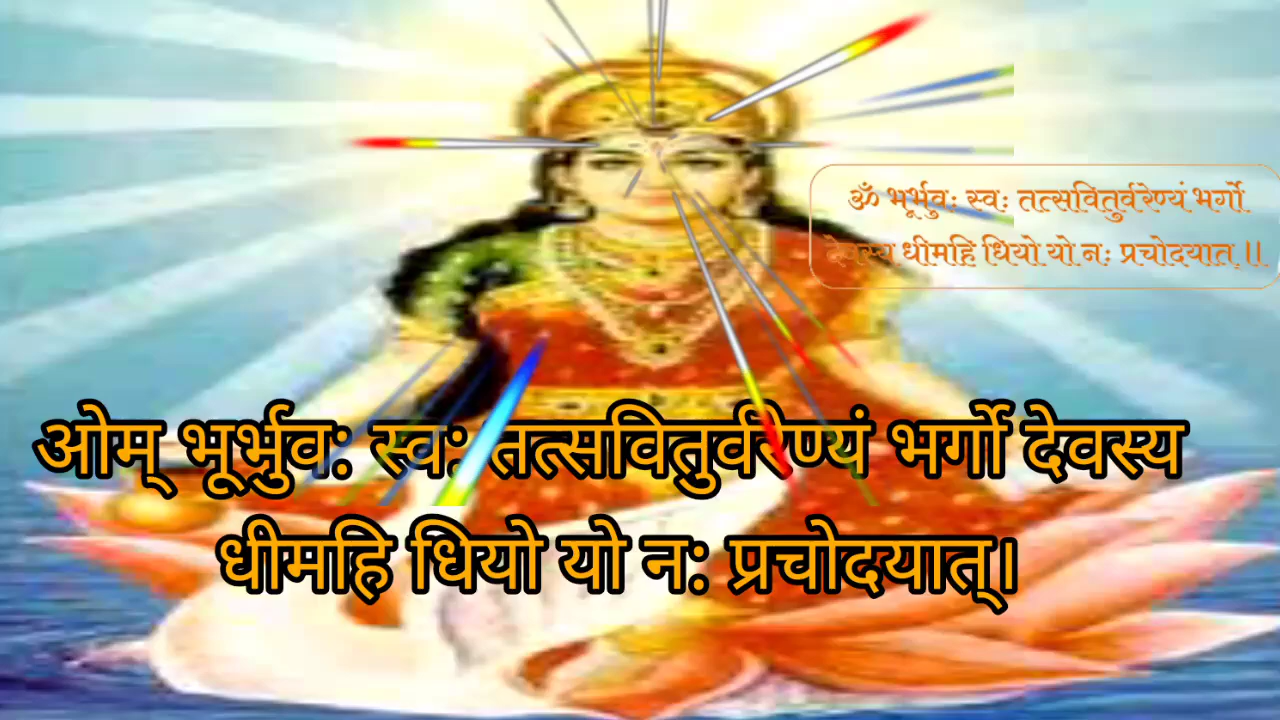 ॐ भूर्भुवः स्वः तत्सवितुर्वरेण्यं भर्गो
देवस्य धीमहि धियो यो नः प्रचोदयात् ।।
ओम् भूर्भुव: स्व: तत्सवितुर्वरेण्यं भर्गो देवस्य
धीमहि धियो यो न: प्रचोदयात्।